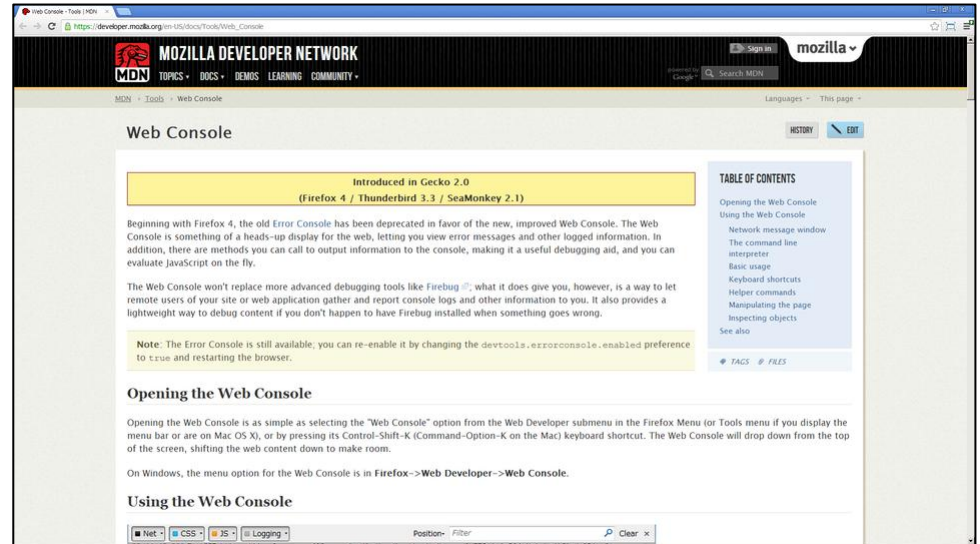 Web Console - Tools | MDN
https://developer.mozilla.org/en-US/docs/Tools/Web_Console
MOZILLA DEVELOPER NETWORK
Sign in
mozilla
MDN
TOPICS DOCS DEMOS LEARNING COMMUNITY
powered by Google
Search MDN
MDN Tools Web Console
Languages This page
Web Console
HISTORY EDIT
Introduced in Gecko 2.0
(Firefox 4 / Thunderbird 3.3 / SeaMonkey 2.1)
Beginning with Firefox 4, the old Error Console has been deprecated in favor of the new, improved Web Console. The Web
Console is something of a heads-up display for the web, letting you view error messages and other logged information. In
addition, there are methods you can call to output information to the console, making it a useful debugging aid, and you can
evaluate JavaScript on the fly.
The Web Console won't replace more advanced debugging tools like Firebug; what it does give you, however, is a way to let
remote users of your site or web application gather and report console logs and other information to you. It also provides a
lightweight way to debug content if you don't happen to have Firebug installed when something goes wrong.
Note: The Error Console is still available; you can re-enable it by changing the devtools.errorconsole.enabled preference
to true and restarting the browser.
TABLE OF CONTENTS
Opening the Web Console
Using the Web Console
Network message window
The command line
interpreter
Basic usage
Keyboard shortcuts
Helper commands
Manipulating the page
Inspecting objects
See also
TAGS FILES
Opening the Web Console
Opening the Web Console is as simple as selecting the "Web Console" option from the Web Developer submenu in the Firefox Menu (or Tools menu if you display the
menu bar or are on Mac OS X), or by pressing its Control-Shift-K (Command-Option-K on the Mac) keyboard shortcut. The Web Console will drop down from the top
of the screen, shifting the web content down to make room.
On Windows, the menu option for the Web Console is in Firefox->Web Developer->Web Console.
Using the Web Console
Net CSS JS Logging Position- Filter Clear ×